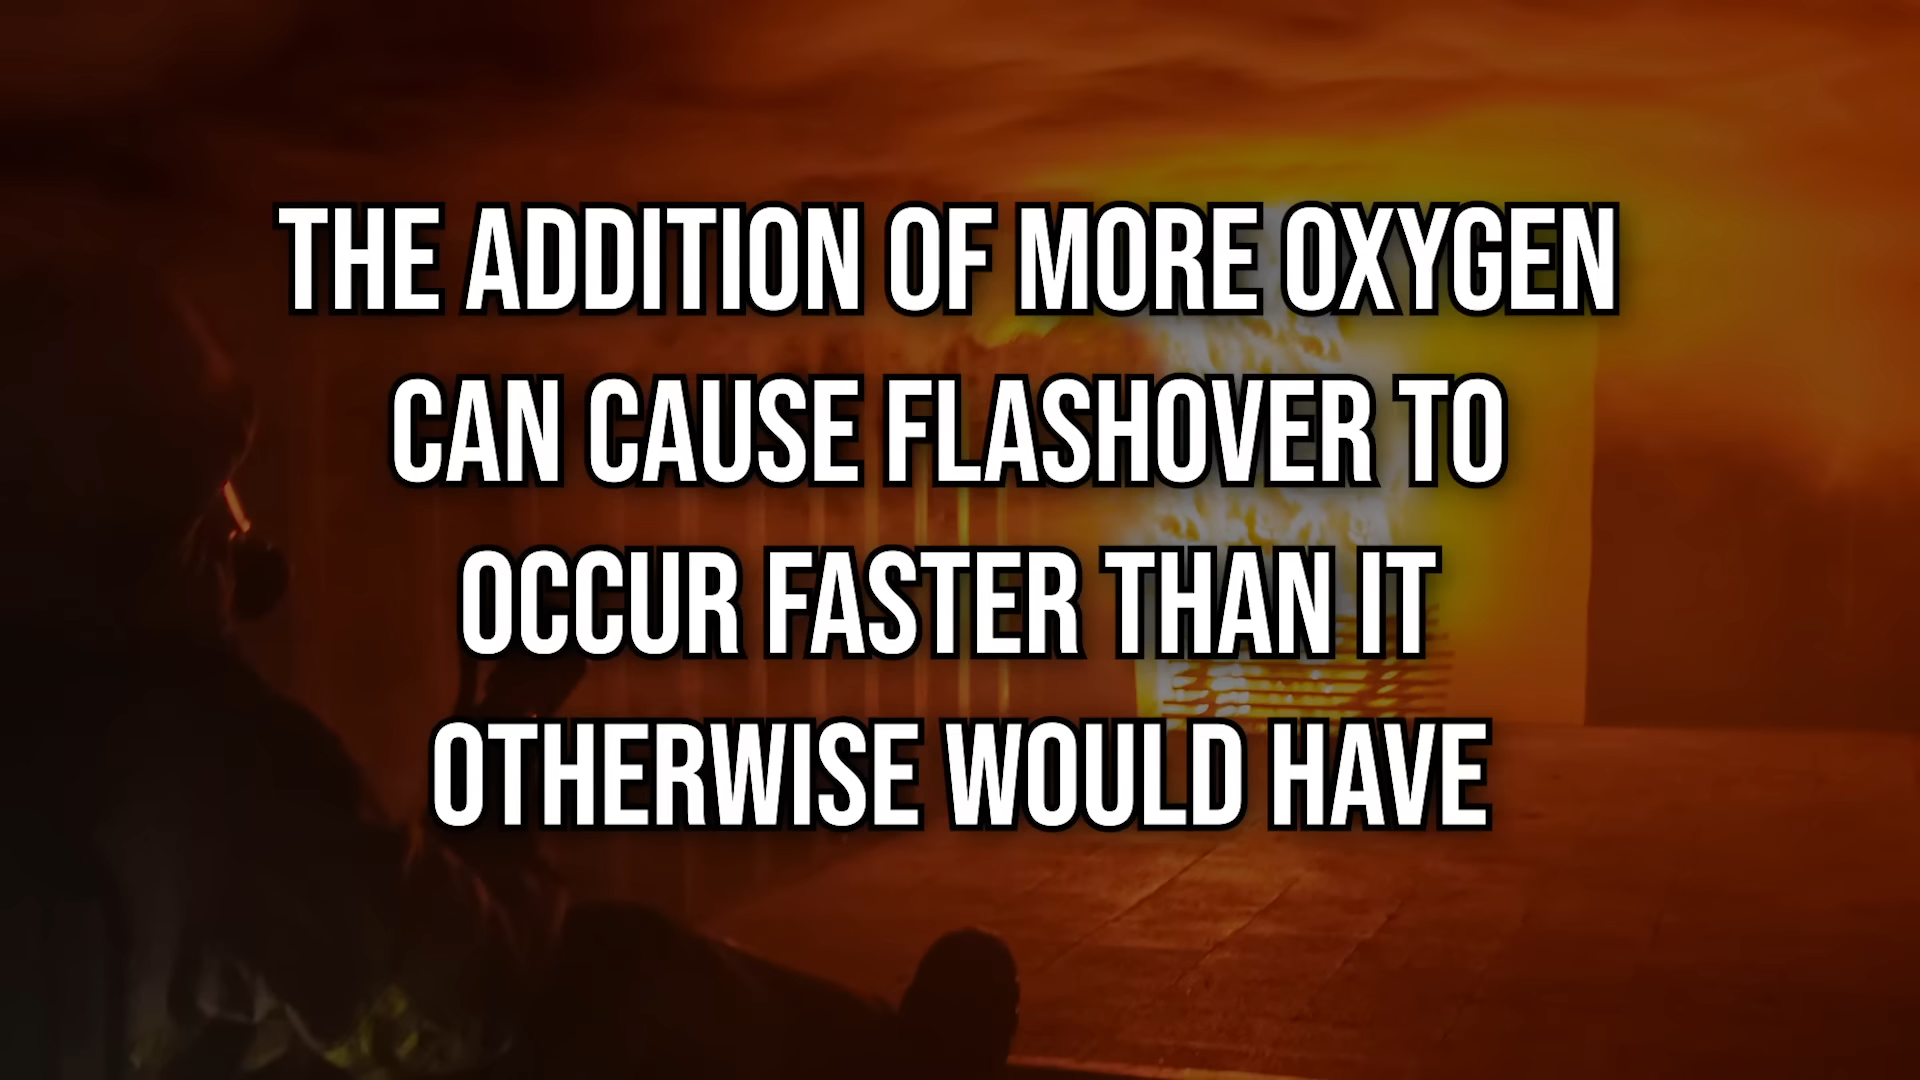 THE ADDITION OF MORE OXYGEN
CAN CAUSE FLASHOVER TO
OCCUR FASTER THAN IT
OTHERWISE WOULD HAVE